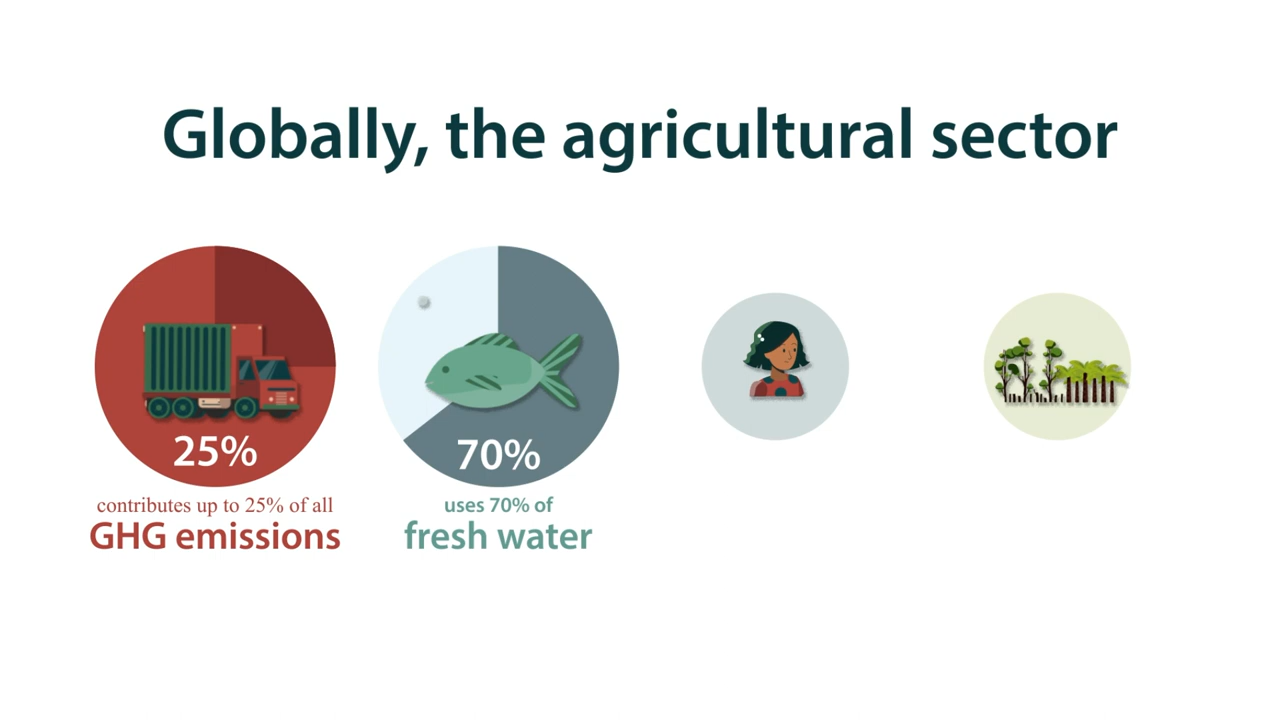 Globally, the agricultural sector
25%
contributes up to 25% of all
GHG emissions
70%
uses 70% of
fresh water